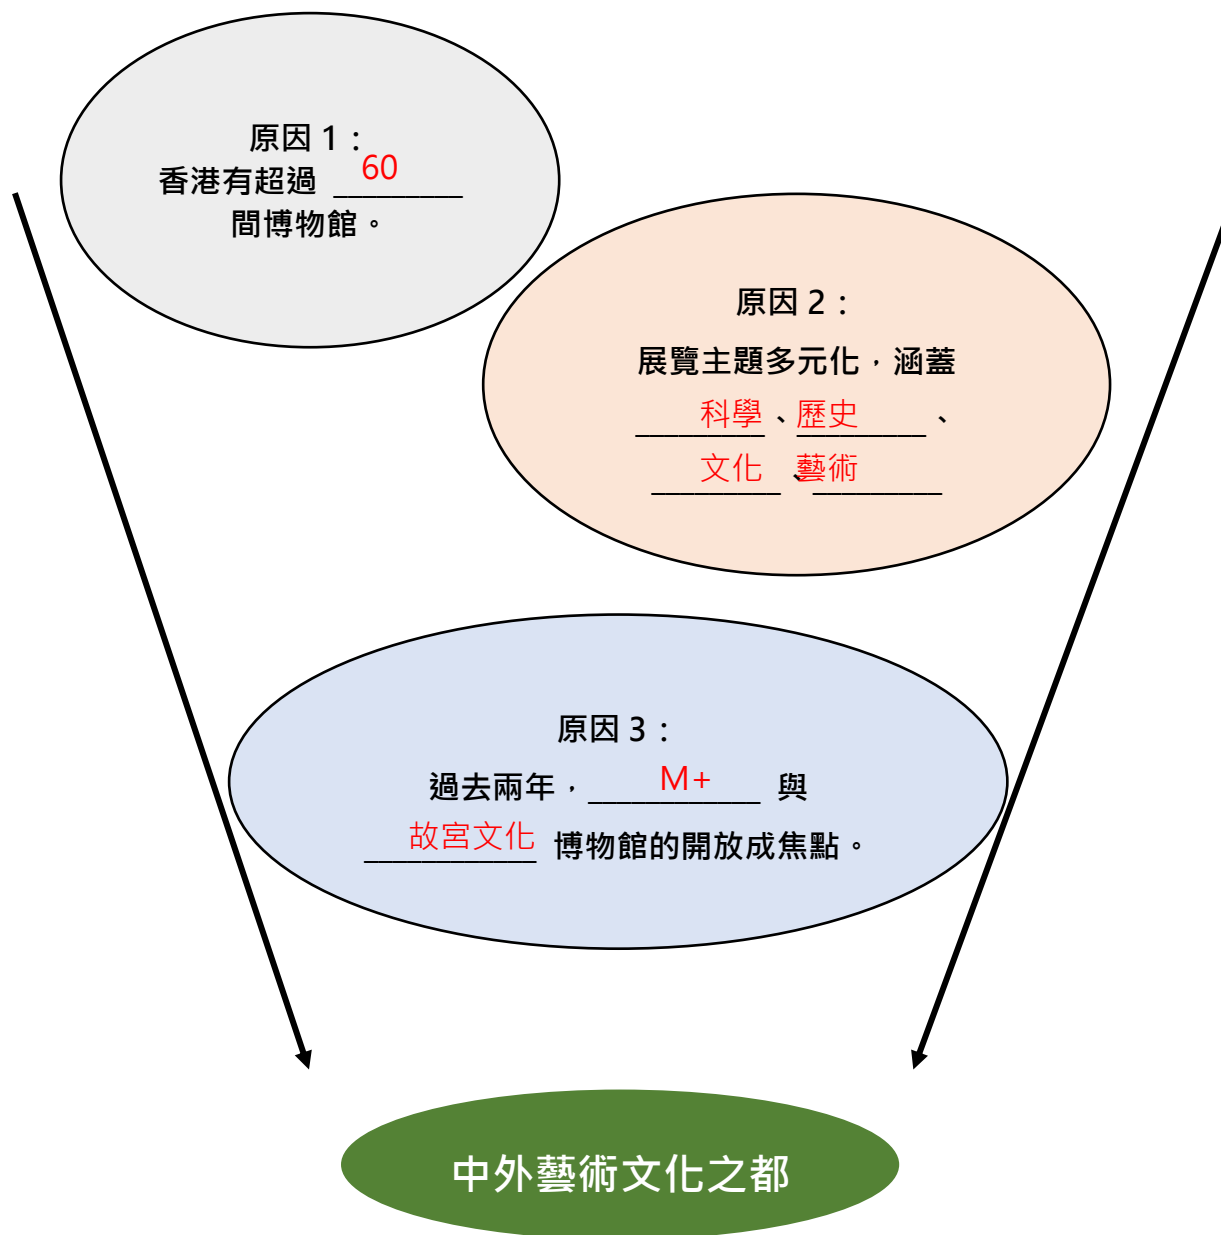 原因 1：
香港有超過 60
間博物館。
原因 2：
展覽主題多元化，涵蓋
科學、歷史、
文化、藝術
原因 3：
過去兩年，M+ 與
故宮文化 博物館的開放成焦點。
中外藝術文化之都